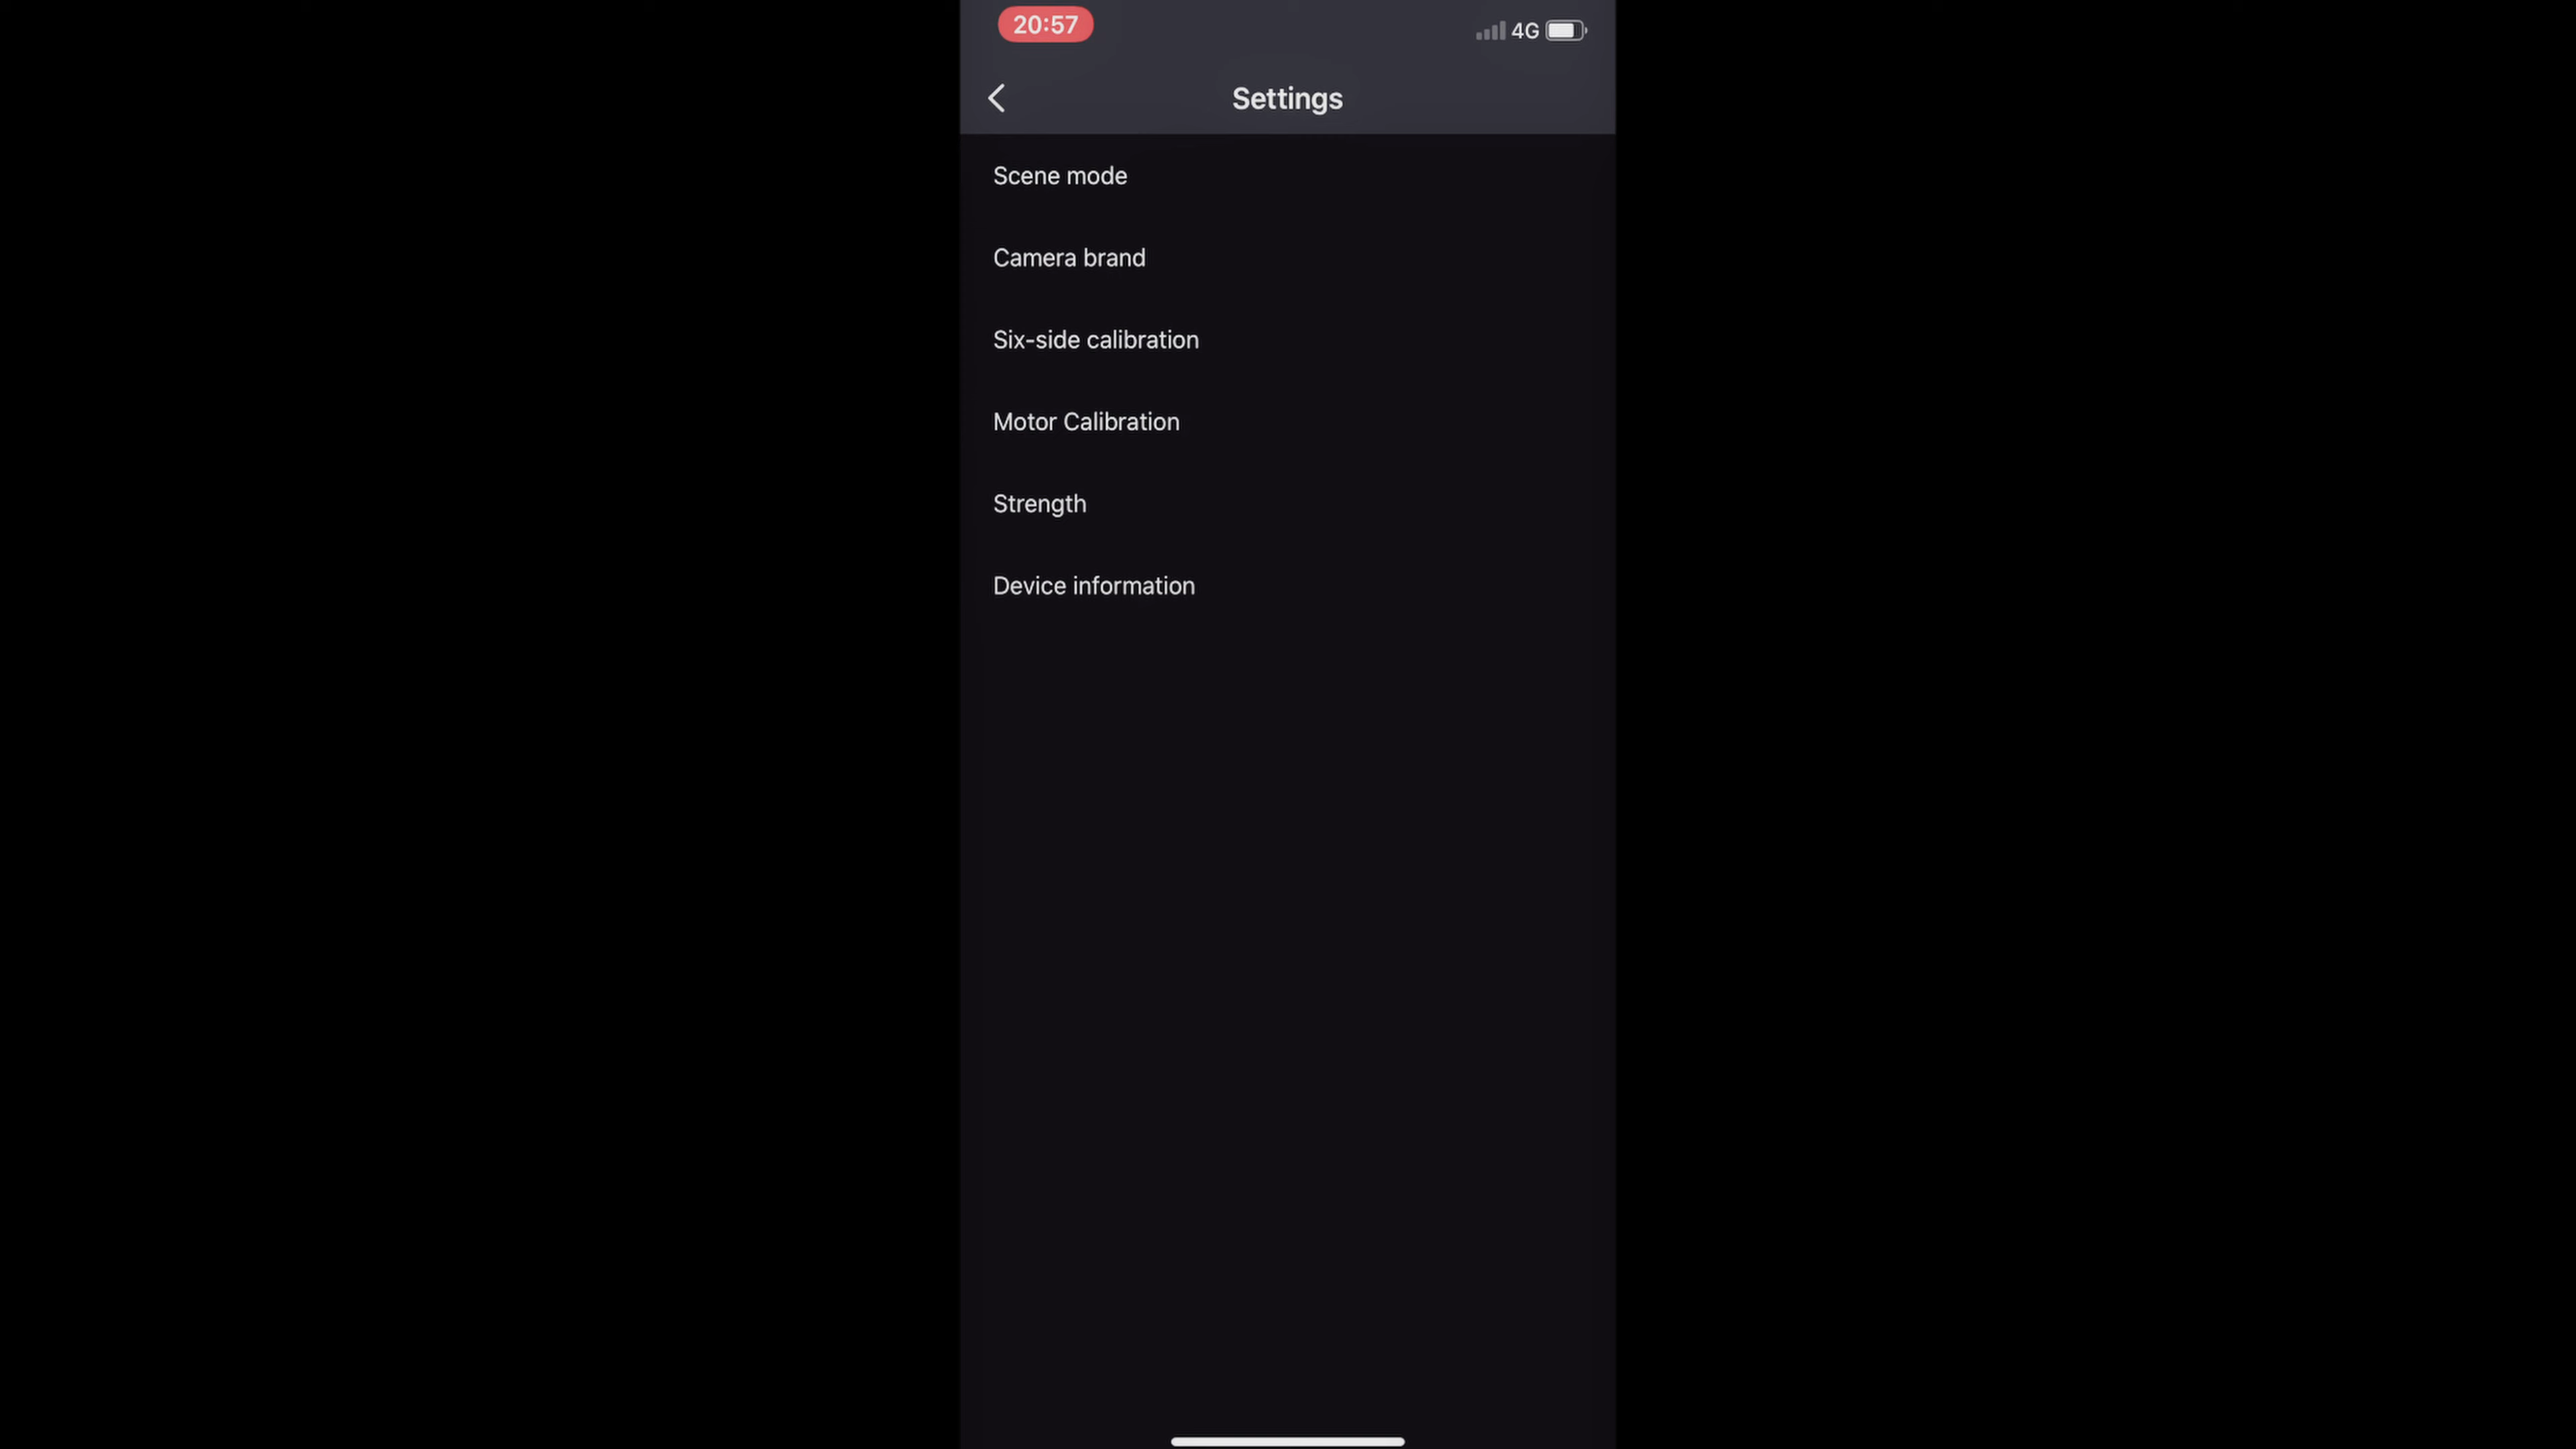 20:57
4G
Settings
Scene mode
Camera brand
Six-side calibration
Motor Calibration
Strength
Device information